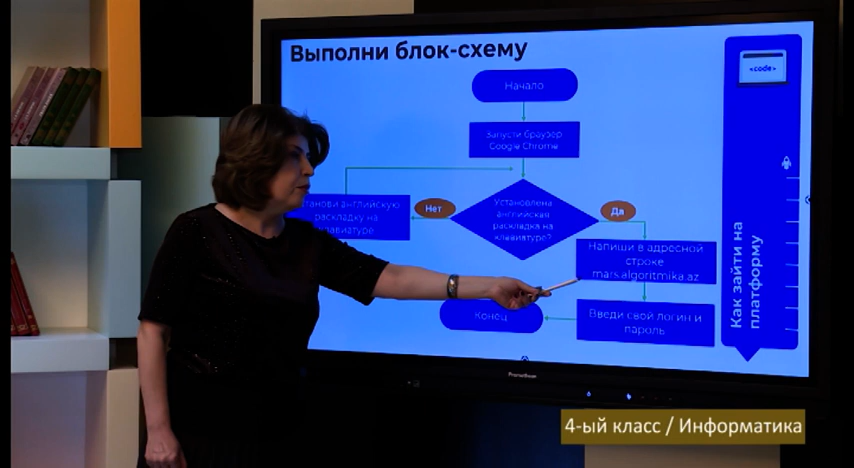 Выполни блок-схему
Начало
<code>
Запусти браузер
Google Chrome
Установлена
английская
раскладка на
клавиатуре?
Нет
Да
английскую
раскладку на
клавиатуре
Напиши в адресной
строке
mars.algoritmika.az
Введи свой логин и
пароль
Конец
Как зайти на
платформу
Promethean
4-ый класс / Информатика